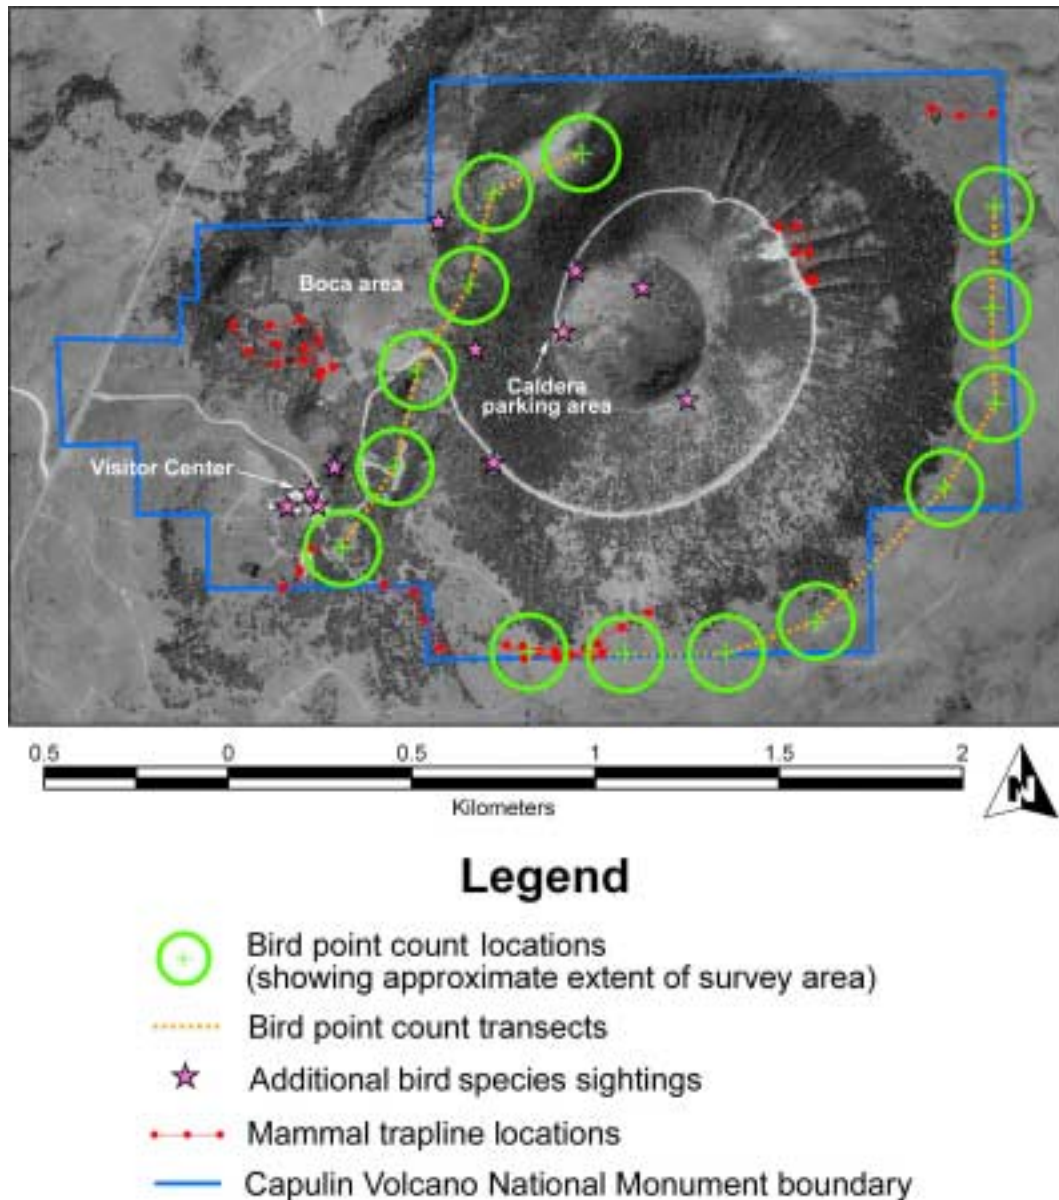 Boca area
Caldera
parking area
Visitor Center
0.5 0 0.5 1 1.5 2
Kilometers
N
Legend
Bird point count locations
(showing approximate extent of survey area)
Bird point count transects
Additional bird species sightings
Mammal trapline locations
Capulin Volcano National Monument boundary